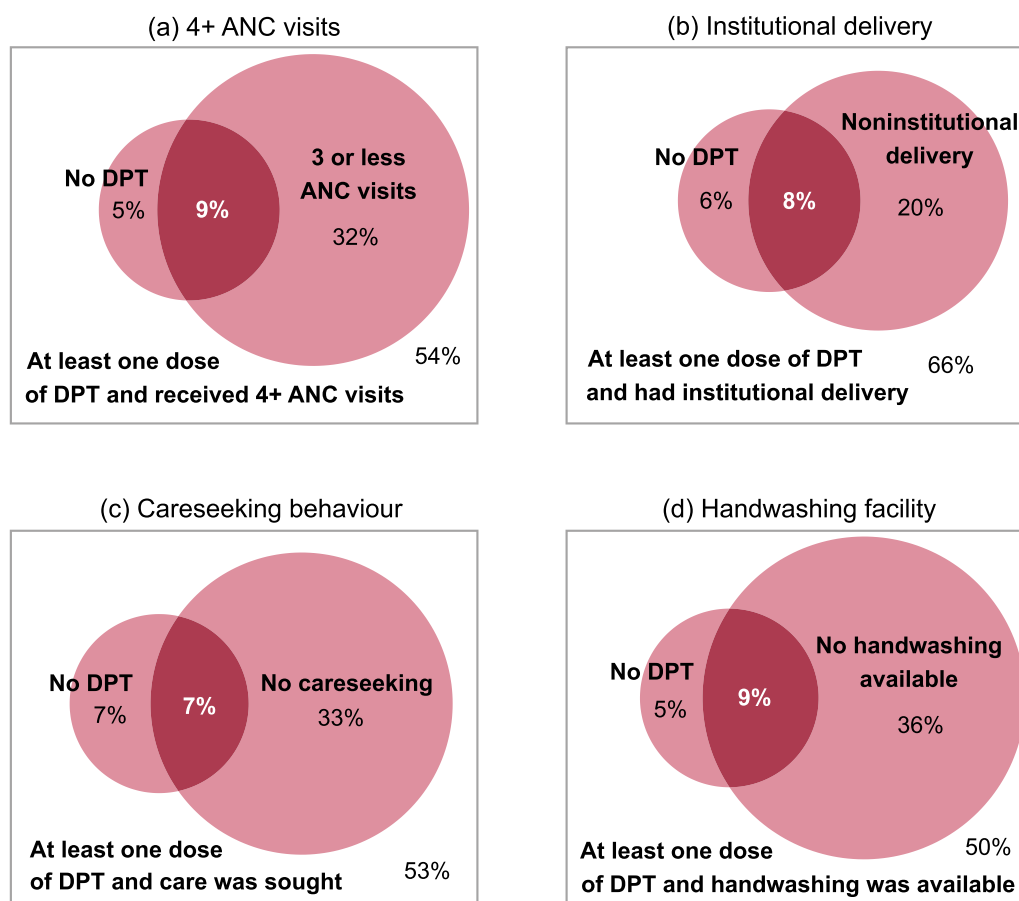 (a) 4+ ANC visits
No DPT
5%
9%
3 or less
ANC visits
32%
At least one dose
of DPT and received 4+ ANC visits
54%
(b) Institutional delivery
No DPT
6%
8%
Noninstitutional
delivery
20%
At least one dose of DPT
and had institutional delivery
66%
(c) Careseeking behaviour
No DPT
7%
7%
No careseeking
33%
At least one dose
of DPT and care was sought
53%
(d) Handwashing facility
No DPT
5%
9%
No handwashing
available
36%
At least one dose
of DPT and handwashing was available
50%